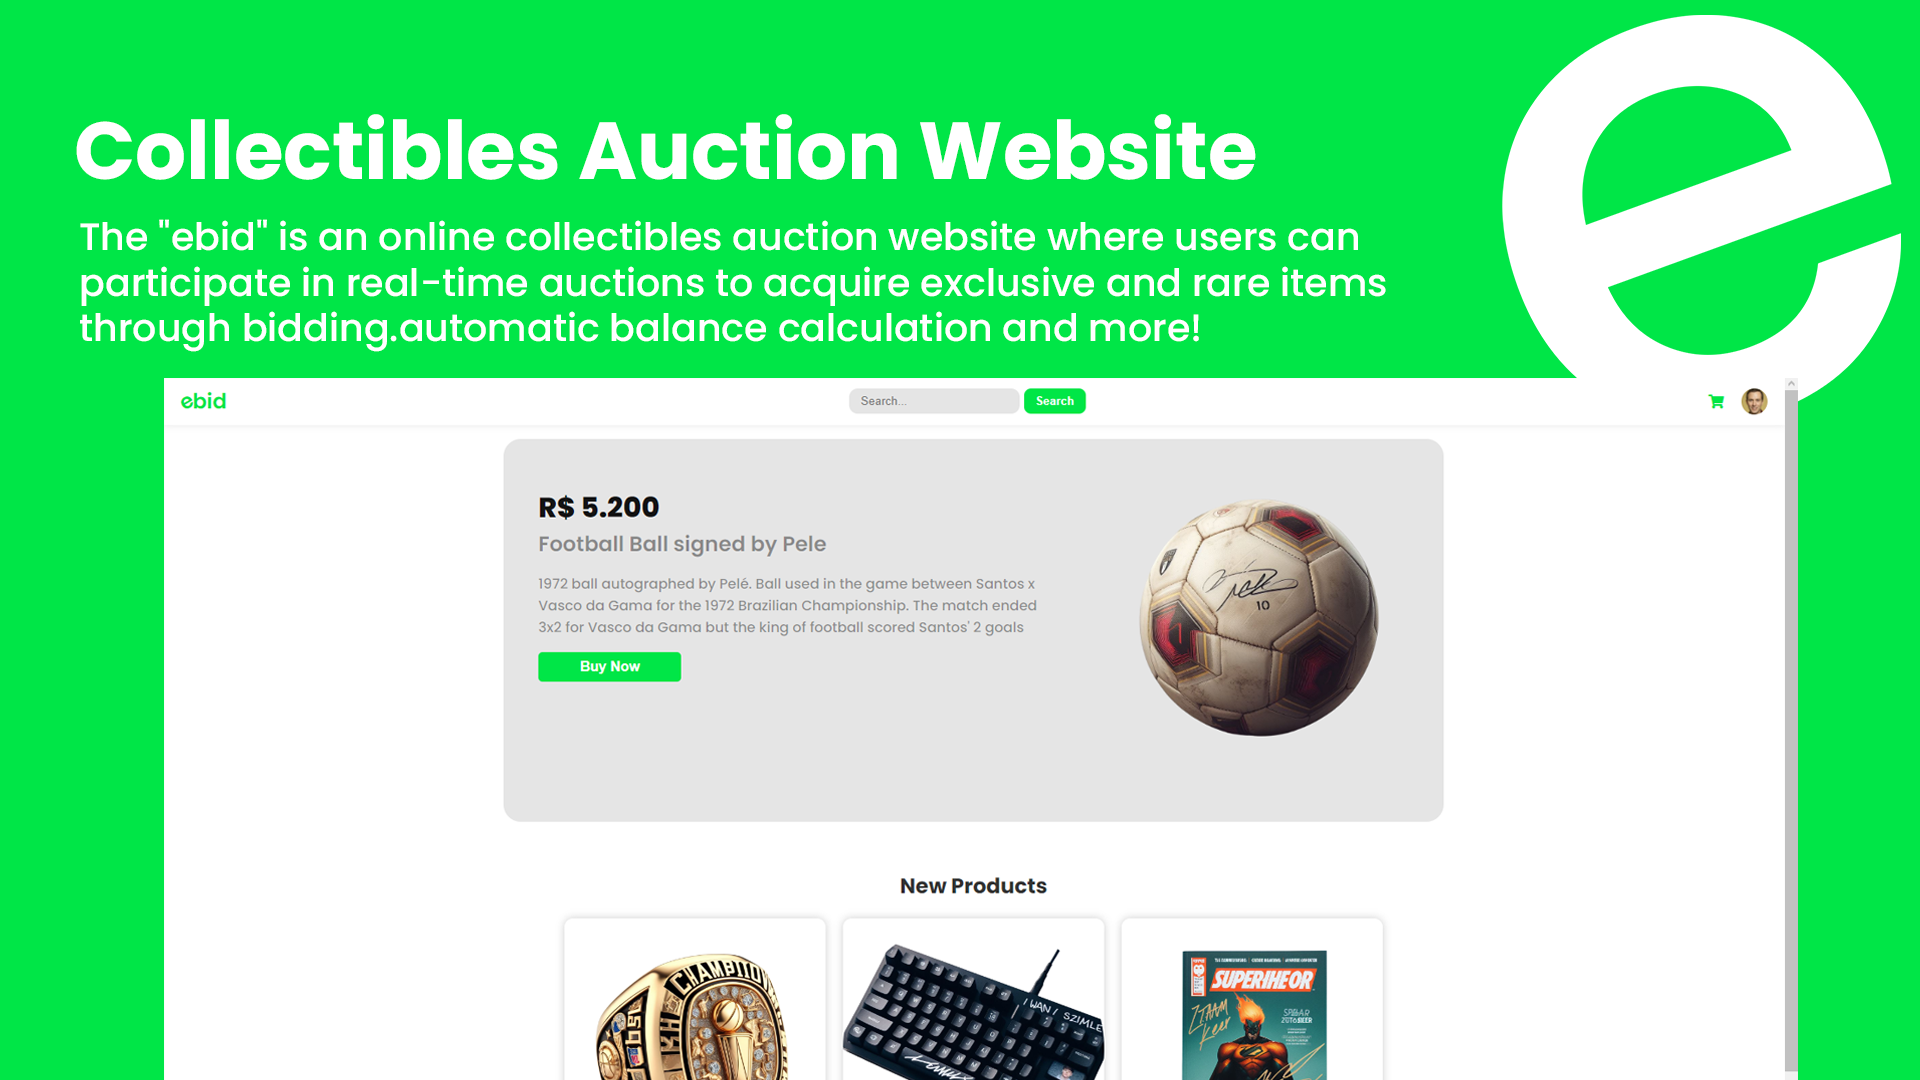 Collectibles Auction Website
The "ebid" is an online collectibles auction website where users can
participate in real-time auctions to acquire exclusive and rare items
through bidding.automatic balance calculation and more!
ebid
Search...
Search
R$ 5.200
Football Ball signed by Pele
1972 ball autographed by Pelé. Ball used in the game between Santos x
Vasco da Gama for the 1972 Brazilian Championship. The match ended
3x2 for Vasco da Gama but the king of football scored Santos' 2 goals
Buy Now
10
New Products
I WAN / SZIMLE
SUPERIHEOR